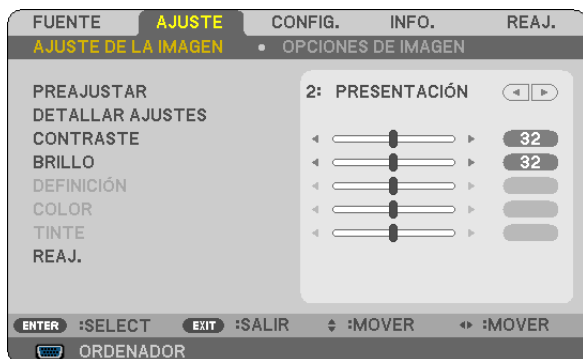 FUENTE AJUSTE CONFIG. INFO. REAJ.
AJUSTE DE LA IMAGEN • OPCIONES DE IMAGEN
PREAJUSTAR 2: PRESENTACIÓN
DETALLAR AJUSTES
CONTRASTE 32
BRILLO 32
DEFINICIÓN
COLOR
TINTE
REAJ.
ENTER :SELECT EXIT :SALIR :MOVER :MOVER
ORDENADOR